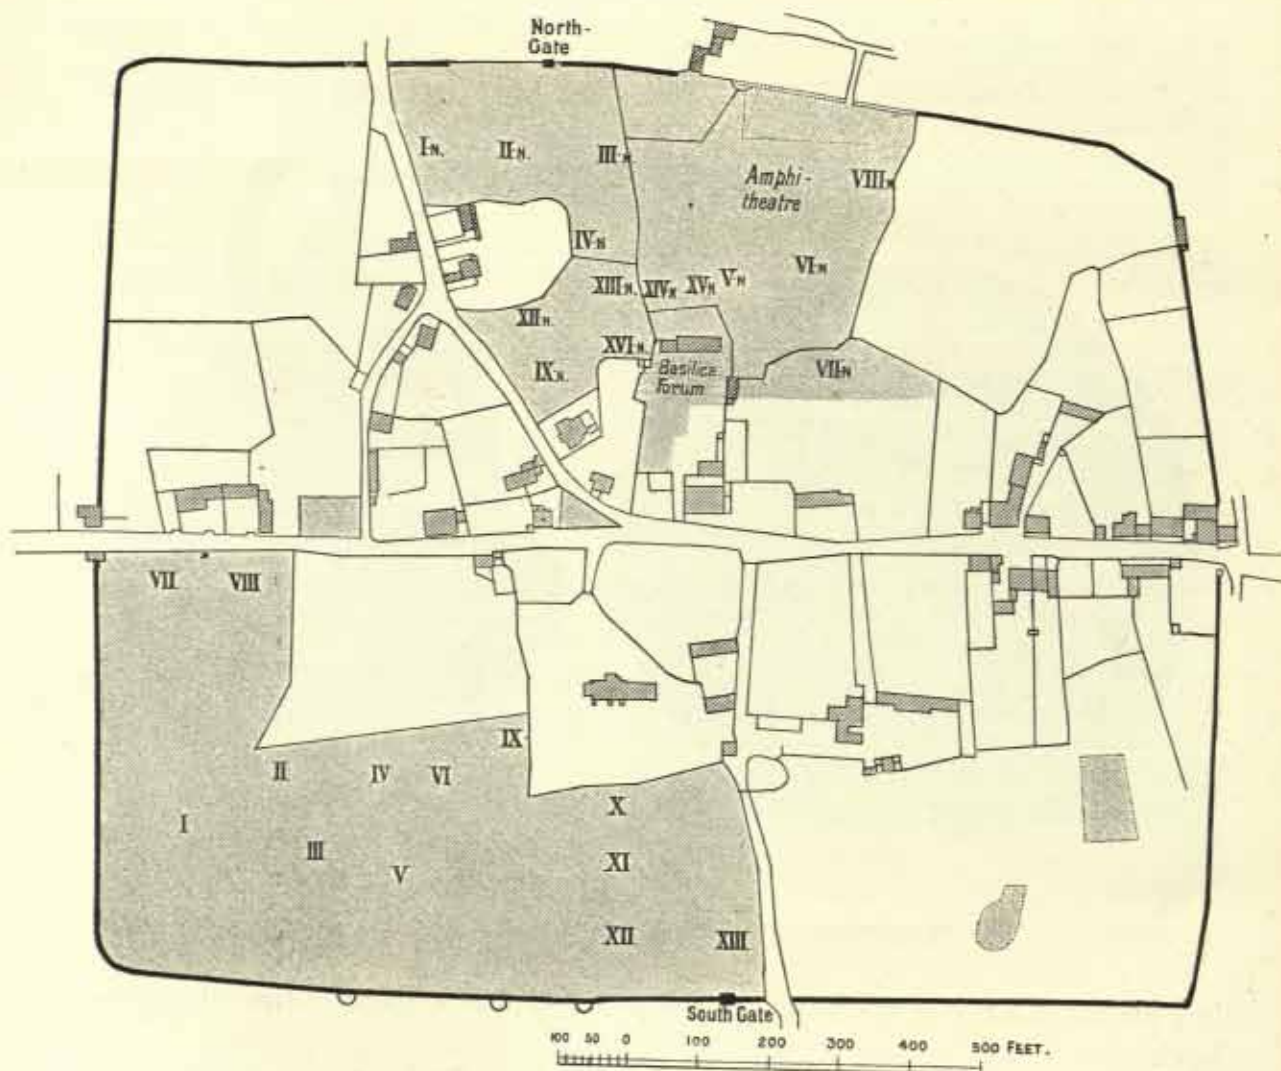 North-
Gate
I.N.
II.N.
III.N
Amphi-
theatre
VIII.N
IV.N
XIII.N.
XIV.N
XV.N
V.N
VI.N
XII.N.
XVI.N.
IX.N.
Basilica
Forum
VII.N
VII.
VIII.
IX
II
IV
VI
X
I
III
V
XI
XII
XIII.
South Gate
100 50 0 100 200 300 400 500 FEET.